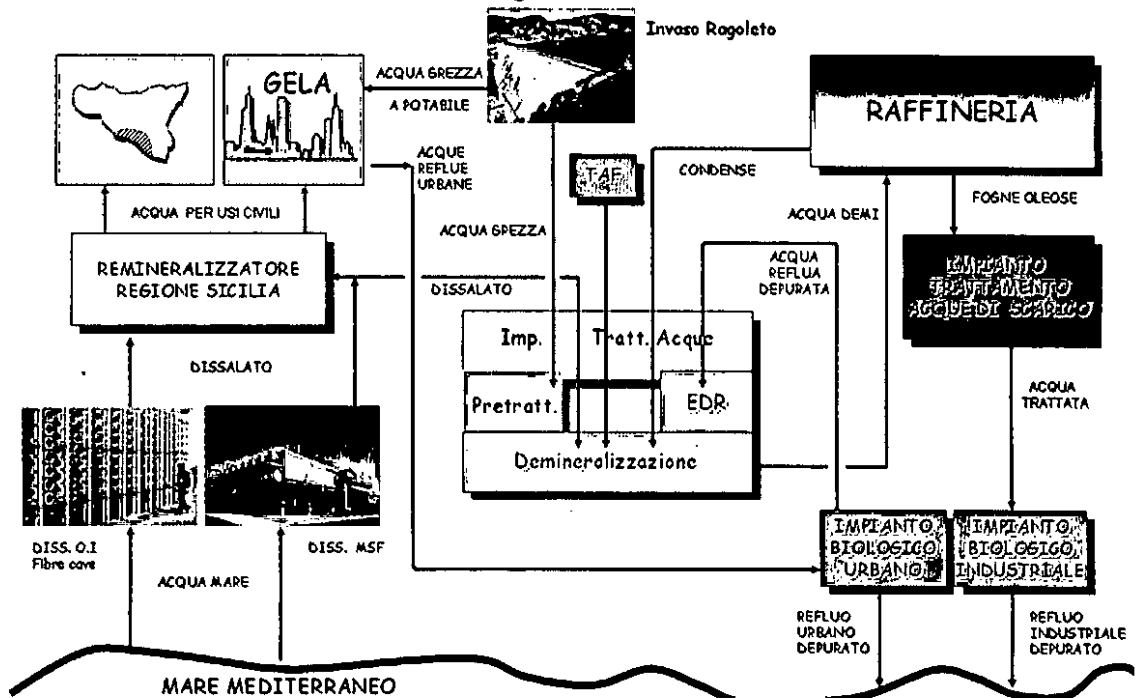 Invaso Ragoleto
GELA
ACQUA GREZZA
A POTABILE
RAFFINERIA
ACQUE
REFLUE
URBANE
TAF
CONDENSE
ACQUA PER USI CIVILI
ACQUA GREZZA
ACQUA DEMI
FOGNE OLEOSE
REMINERALIZZATORE
REGIONE SICILIA
DISSALATO
ACQUA
REFLUA
DEPURATA
IMPIANTO
TRATTAMENTO
ACQUE DI SCARICO
Imp. Tratt. Acque
DISSALATO
Pretratt.
EDR
ACQUA
TRATTATA
Demineralizzazione
DISS. O.I
Fibre cave
DISS. MSF
IMPIANTO
BIOLOGICO
URBANO
IMPIANTO
BIOLOGICO
INDUSTRIALE
ACQUA MARE
REFLUO
URBANO
DEPURATO
REFLUO
INDUSTRIALE
DEPURATO
MARE MEDITERRANEO